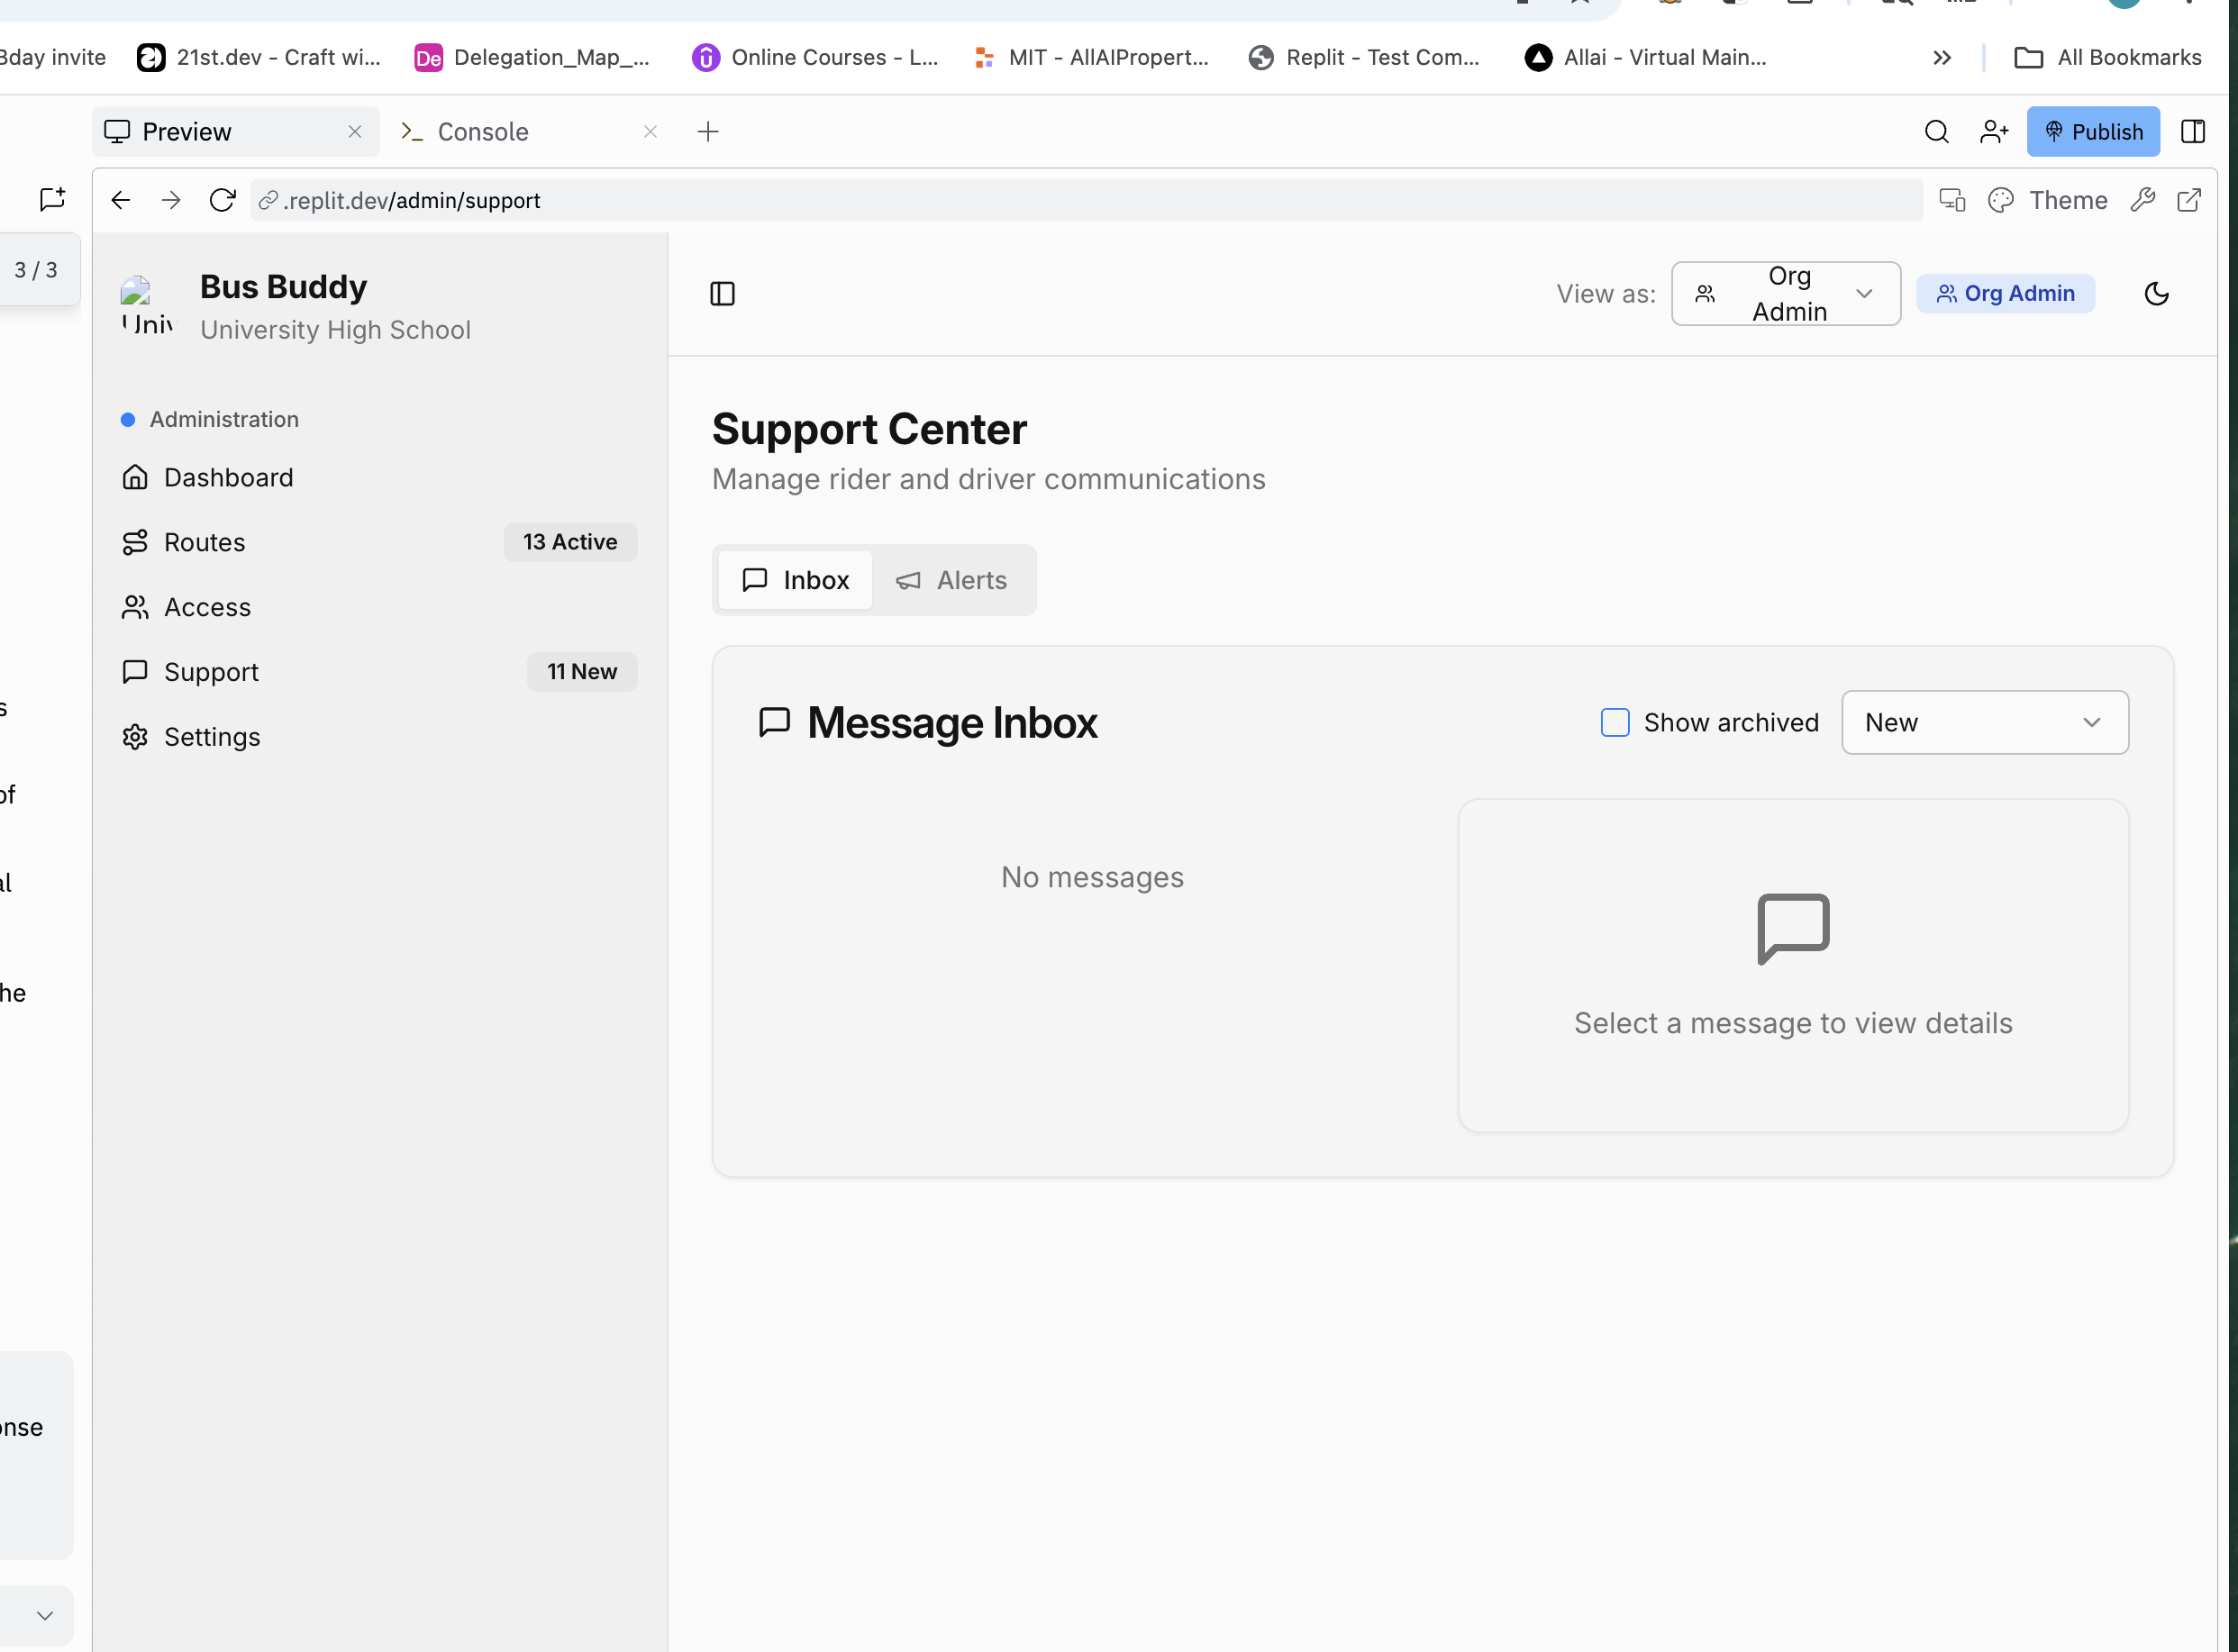 Bday invite
21st.dev - Craft wi...
De
Delegation_Map_...
Online Courses - L...
MIT - AllAIPropert...
Replit - Test Com...
Allai - Virtual Main...
All Bookmarks
Preview
Console
Publish
.replit.dev/admin/support
Theme
3 / 3
Bus Buddy
University High School
Univ
View as:
Org Admin
Org Admin
Administration
Dashboard
Routes
13 Active
Access
Support
11 New
Settings
Support Center
Manage rider and driver communications
Inbox
Alerts
Message Inbox
Show archived
New
No messages
Select a message to view details
s
of
al
he
onse